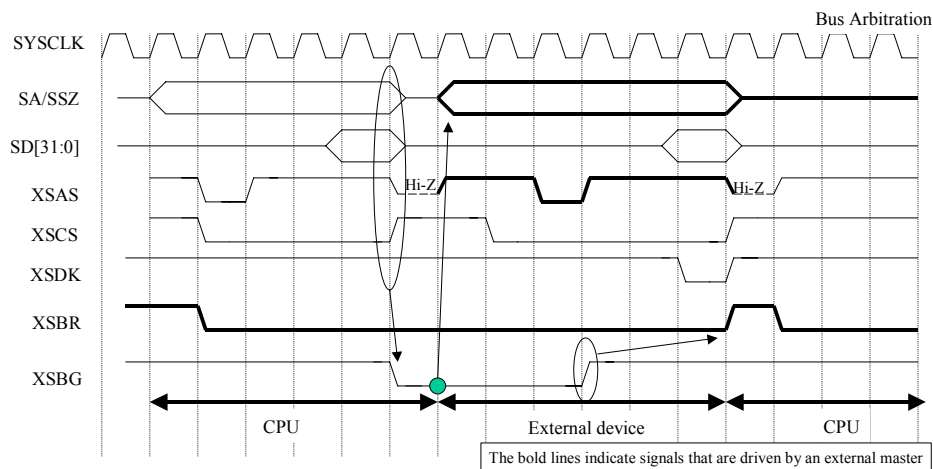 Bus Arbitration
SYSCLK
SA/SSZ
SD[31:0]
XSAS
Hi-Z
Hi-Z
XSCS
XSDK
XSBR
XSBG
CPU
External device
CPU
The bold lines indicate signals that are driven by an external master